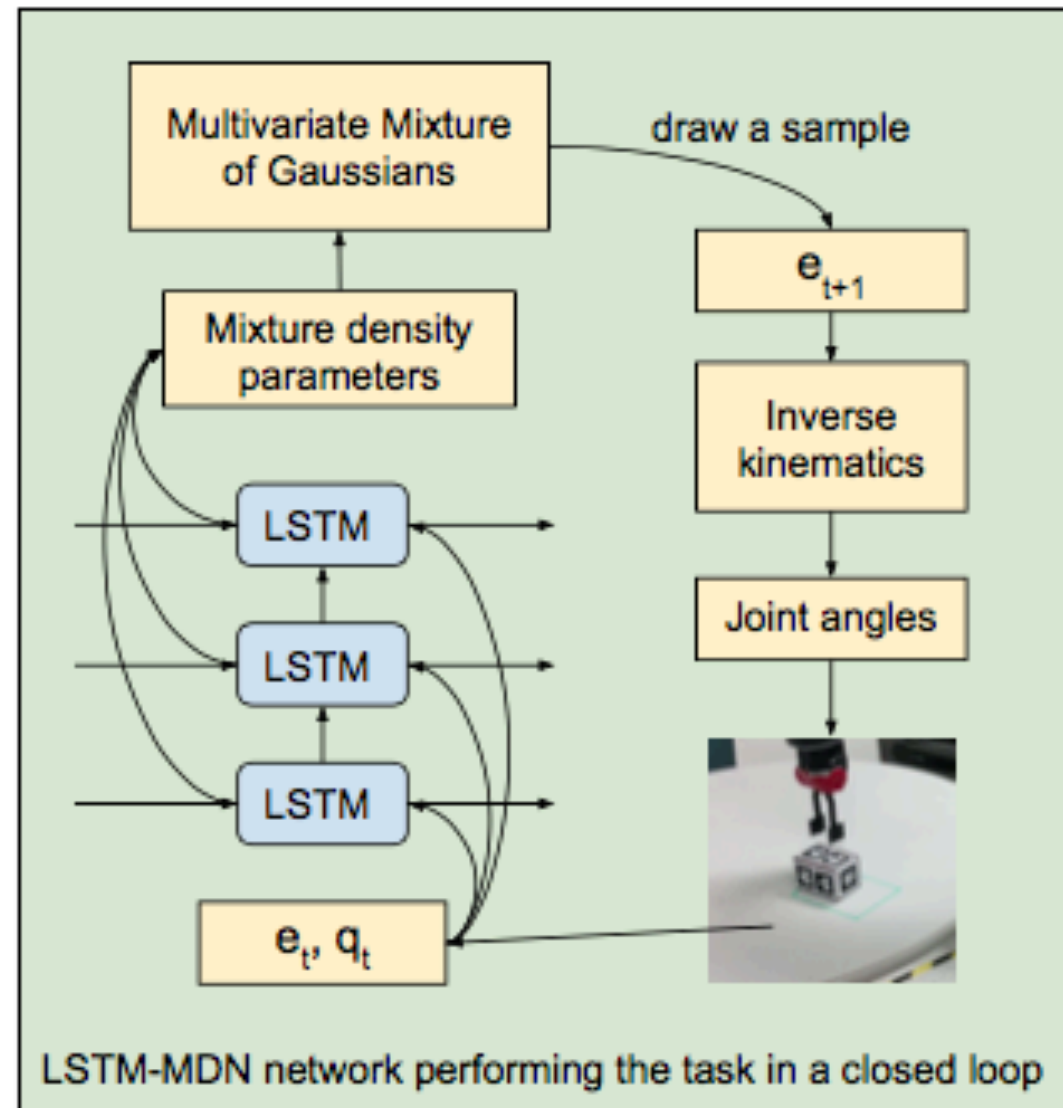 Multivariate Mixture
of Gaussians
draw a sample
e_{t+1}
Mixture density
parameters
Inverse
kinematics
LSTM
Joint angles
LSTM
LSTM
e_t, q_t
LSTM-MDN network performing the task in a closed loop